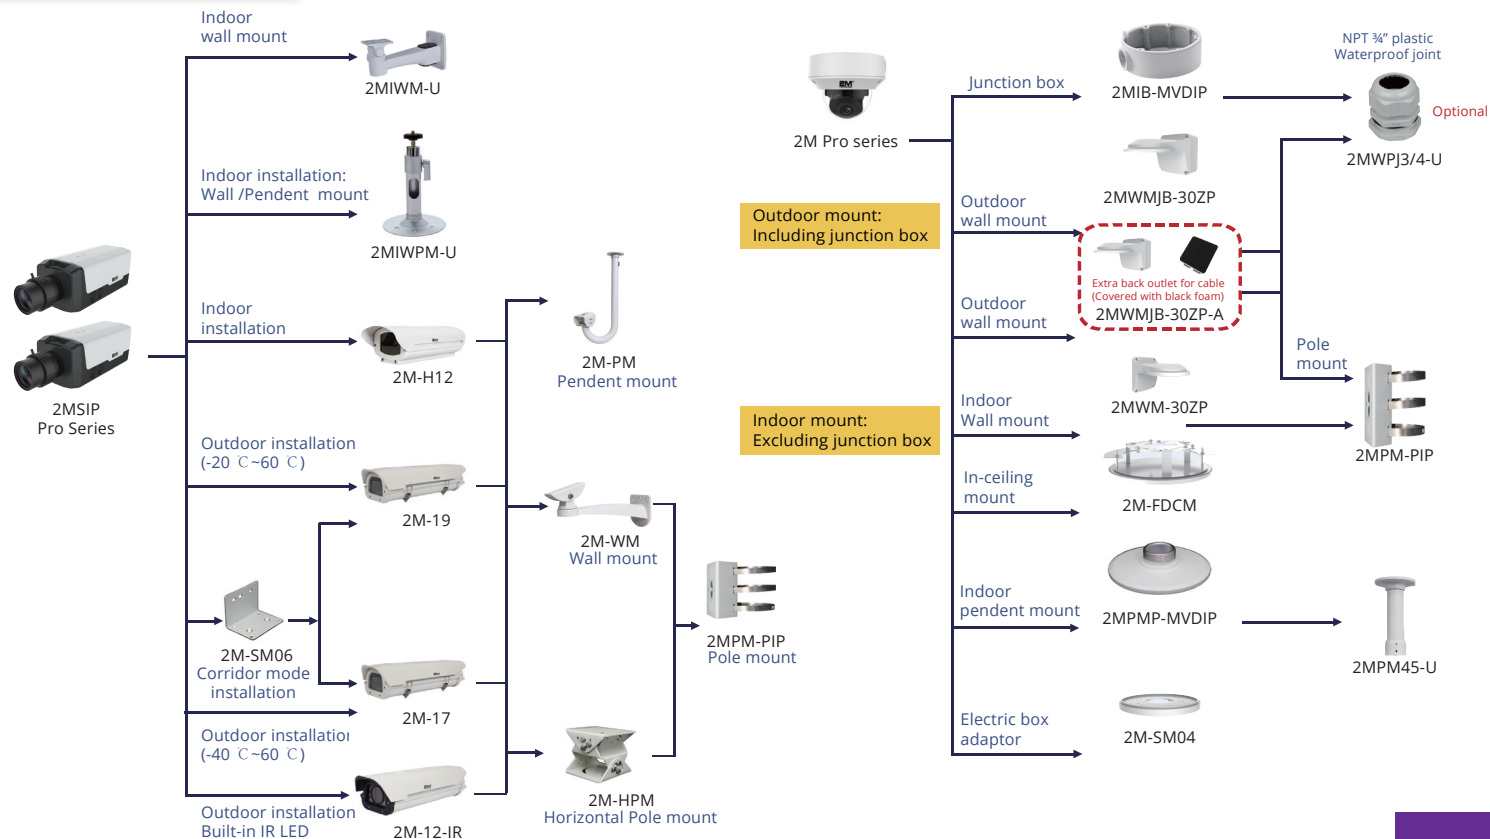 Indoor
wall mount
2MIWM-U
Indoor installation:
Wall /Pendent mount
2MIWPM-U
2MSIP
Pro Series
Indoor
installation
2M-H12
Outdoor installation
(-20 ℃~60 ℃)
2M-19
2M-SM06
Corridor mode
installation
2M-17
Outdoor installation
(-40 ℃~60 ℃)
Outdoor installation
Built-in IR LED
2M-12-IR
2M-PM
Pendent mount
2M-WM
Wall mount
2MPM-PIP
Pole mount
2M-HPM
Horizontal Pole mount
2M
2M Pro series
Outdoor mount:
Including junction box
Indoor mount:
Excluding junction box
Junction box
2MIB-MVDIP
NPT ¾” plastic
Waterproof joint
Optional
2MWPJ3/4-U
2MWMJB-30ZP
Outdoor
wall mount
Extra back outlet for cable
(Covered with black foam)
2MWMJB-30ZP-A
Outdoor
wall mount
Pole
mount
2MWM-30ZP
Indoor
Wall mount
2MPM-PIP
In-ceiling
mount
2M-FDCM
Indoor
pendent mount
2MPMP-MVDIP
2MPM45-U
Electric box
adaptor
2M-SM04